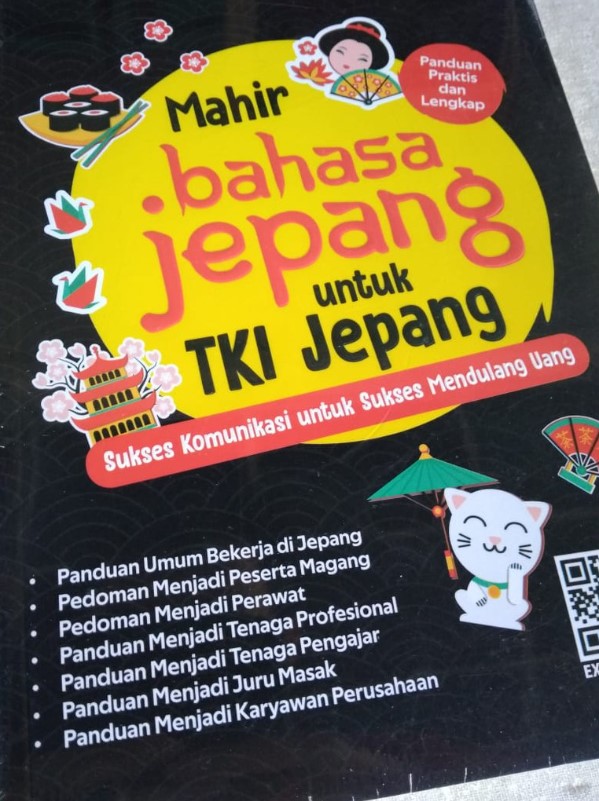 Panduan
Praktis
dan
Lengkap
Mahir
bahasa
jepang
untuk
TKI Jepang
Sukses Komunikasi untuk Sukses Mendulang Uang
• Panduan Umum Bekerja di Jepang
• Pedoman Menjadi Peserta Magang
• Pedoman Menjadi Perawat
• Panduan Menjadi Tenaga Profesional
• Panduan Menjadi Tenaga Pengajar
• Panduan Menjadi Juru Masak
• Panduan Menjadi Karyawan Perusahaan